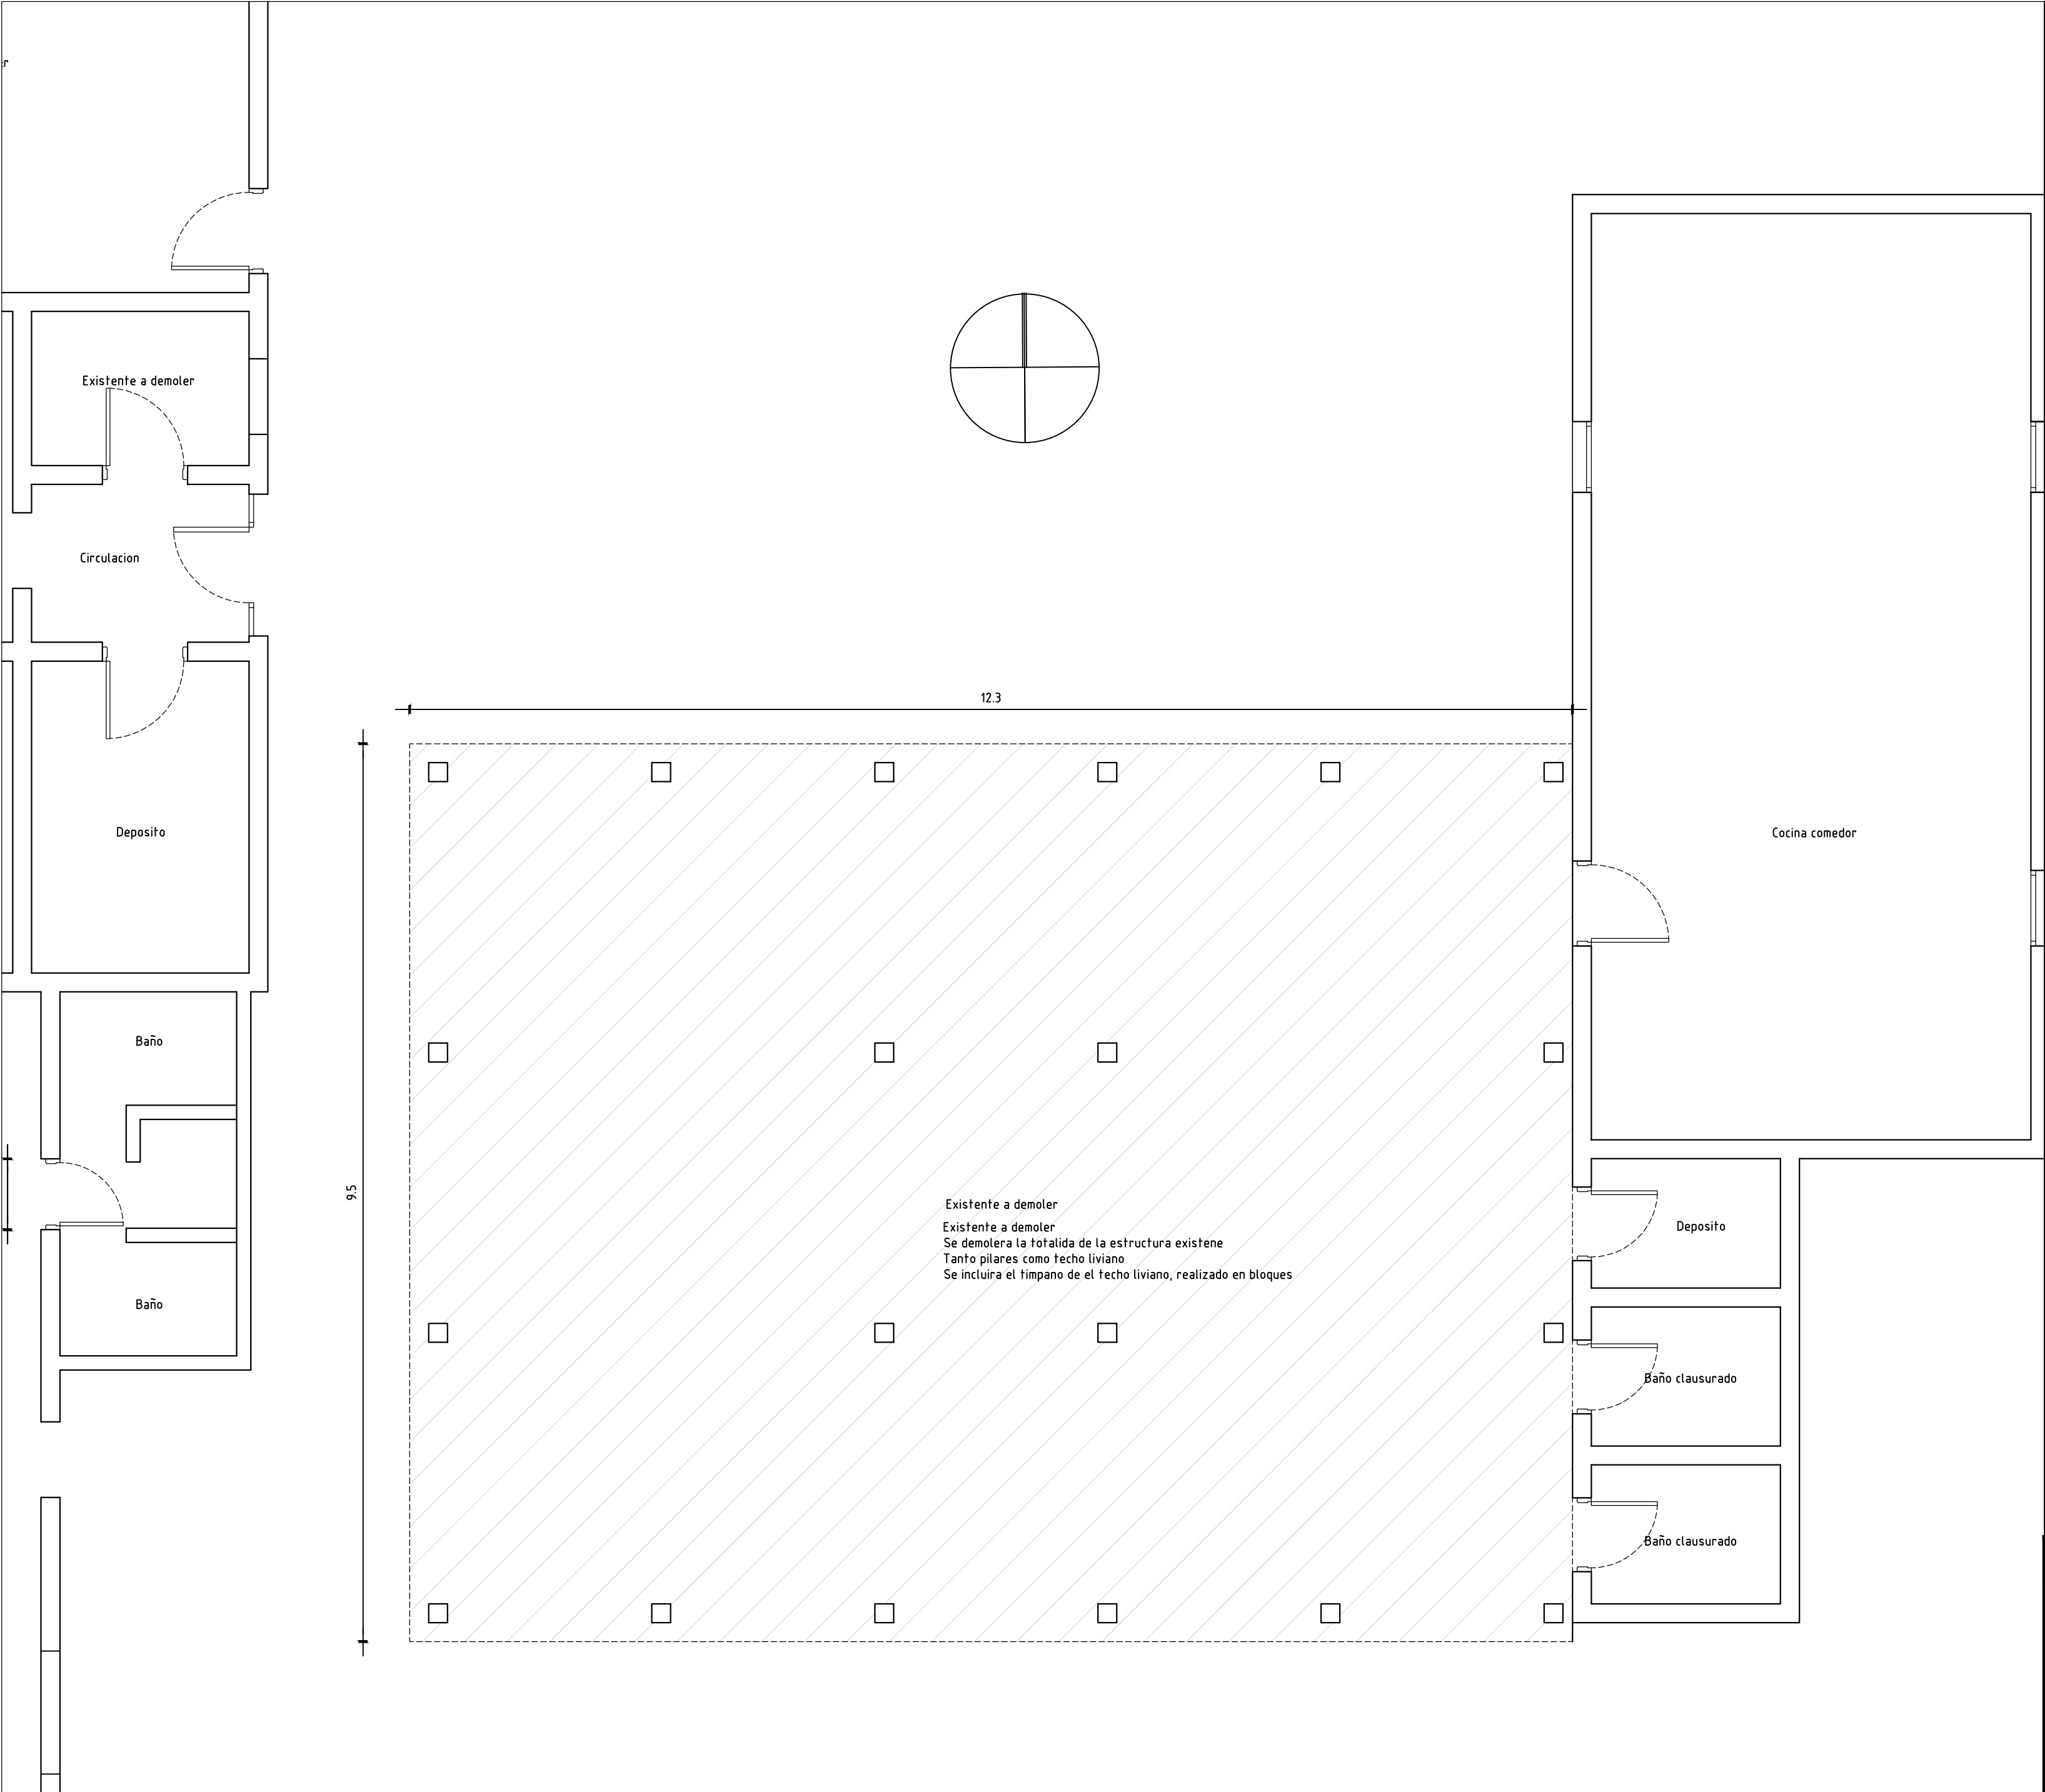 Existente a demoler
Circulacion
12.3
Deposito
Cocina comedor
Baño
9.5
Existente a demoler
Existente a demoler
Se demolera la totalida de la estructura existene
Tanto pilares como techo liviano
Se incluira el timpano de el techo liviano, realizado en bloques
Deposito
Baño
Baño clausurado
Baño clausurado